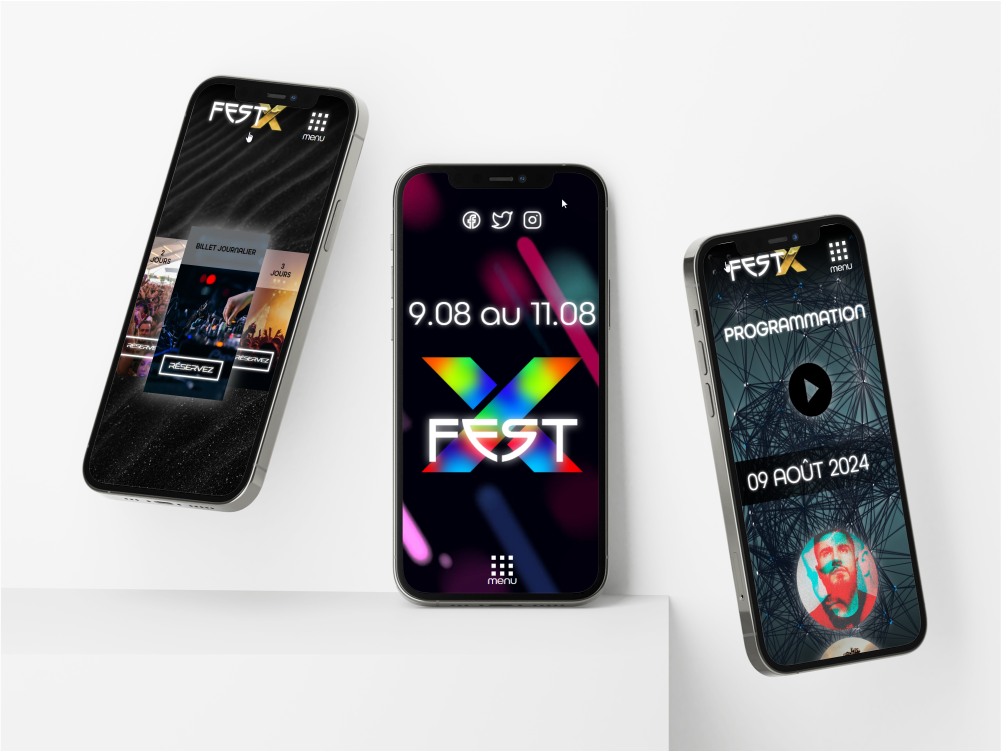 FESTX
menu
BILLET JOURNALIER
2
JOURS
3
JOURS
RÉSERVEZ
RÉSERVEZ
RÉSERVEZ
9.08 au 11.08
X
FEST
menu
FESTX
menu
PROGRAMMATION
09 AOÛT 2024